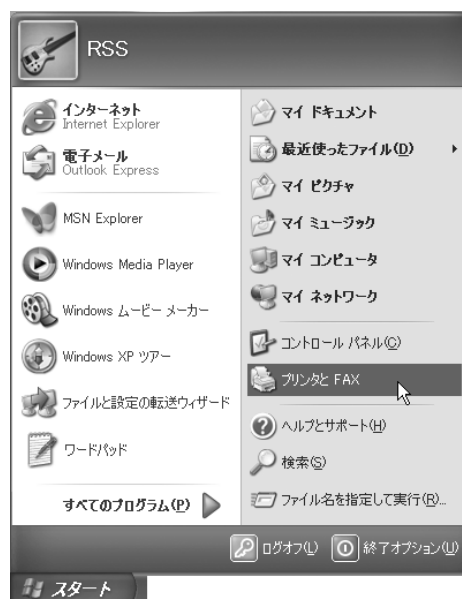 RSS
インターネット
Internet Explorer
電子メール
Outlook Express
MSN Explorer
Windows Media Player
Windows ムービー メーカー
Windows XP ツアー
ファイルと設定の転送ウィザード
ワードパッド
すべてのプログラム(P)
マイ ドキュメント
最近使ったファイル(D)
マイ ピクチャ
マイ ミュージック
マイ コンピュータ
マイ ネットワーク
コントロール パネル(C)
プリンタと FAX
ヘルプとサポート(H)
検索(S)
ファイル名を指定して実行(R)...
ログオフ(L)
終了オプション(U)
スタート